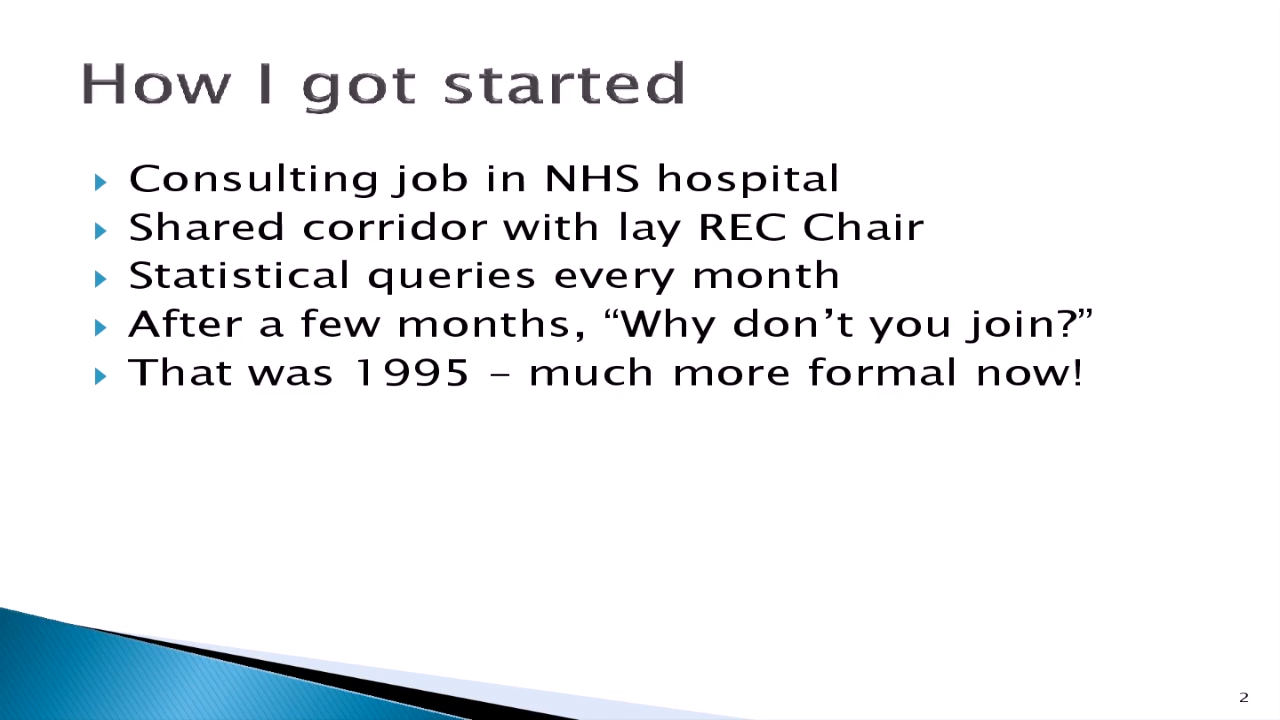 How I got started
Consulting job in NHS hospital
Shared corridor with lay REC Chair
Statistical queries every month
After a few months, “Why don’t you join?”
That was 1995 – much more formal now!
2